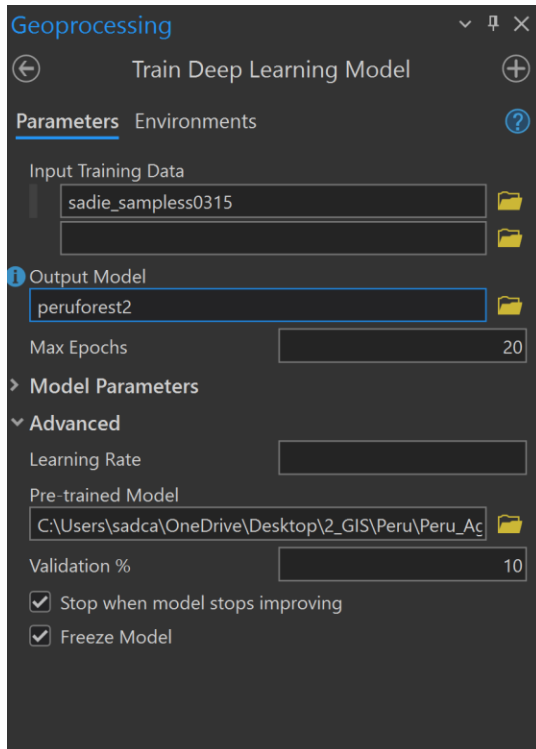 Geoprocessing
Train Deep Learning Model
Parameters Environments
Input Training Data
sadie_sampless0315
Output Model
peruforest2
Max Epochs 20
Model Parameters
Advanced
Learning Rate
Pre-trained Model
C:\Users\sadca\OneDrive\Desktop\2_GIS\Peru\Peru_Ag
Validation % 10
Stop when model stops improving
Freeze Model